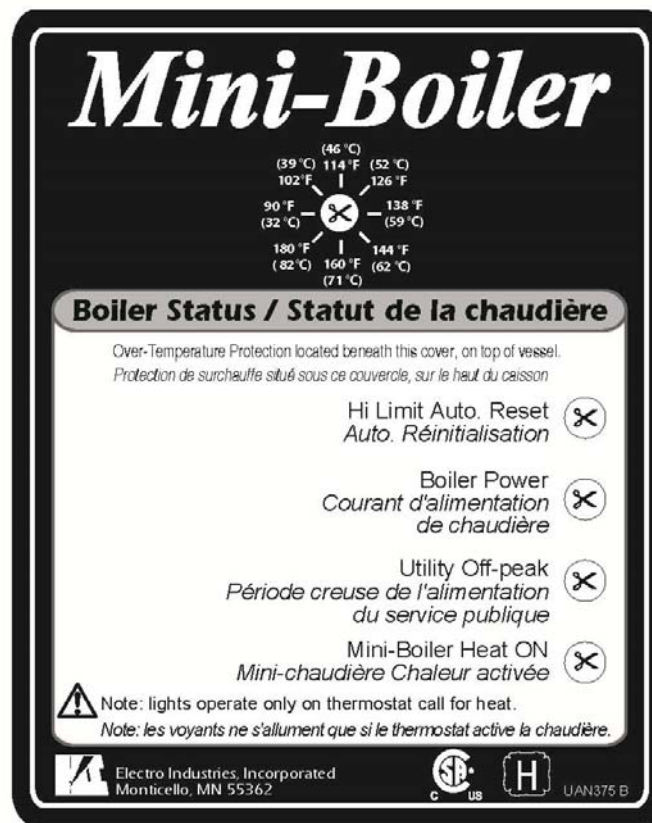 Mini-Boiler
(46 °C)
(39 °C) 114 °F (52 °C)
102°F 126 °F
90 °F 138 °F
(32 °C) (59 °C)
180 °F 144 °F
( 82°C) 160 °F (62 °C)
(71 °C)
Boiler Status / Statut de la chaudière
Over-Temperature Protection located beneath this cover, on top of vessel.
Protection de surchauffe situé sous ce couvercle, sur le haut du caisson
Hi Limit Auto. Reset
Auto. Réinitialisation
Boiler Power
Courant d'alimentation
de chaudière
Utility Off-peak
Période creuse de l'alimentation
du service publique
Mini-Boiler Heat ON
Mini-chaudière Chaleur activée
Note: lights operate only on thermostat call for heat.
Note: les voyants ne s'allument que si le thermostat active la chaudière.
Electro Industries, Incorporated
Monticello, MN 55362
C SA US
H
UAN375 B